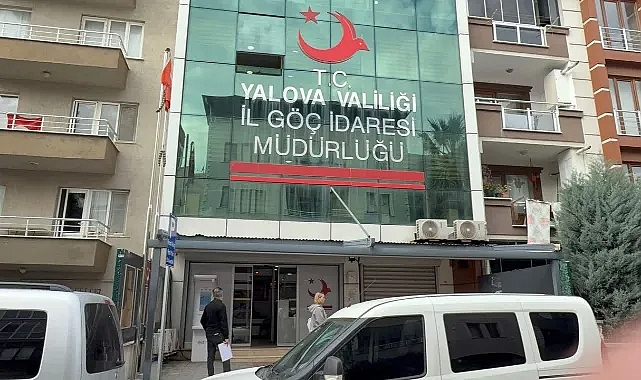 T.C.
YALOVA VALİLİĞİ
İL GÖÇ İDARESİ
MÜDÜRLÜĞÜ